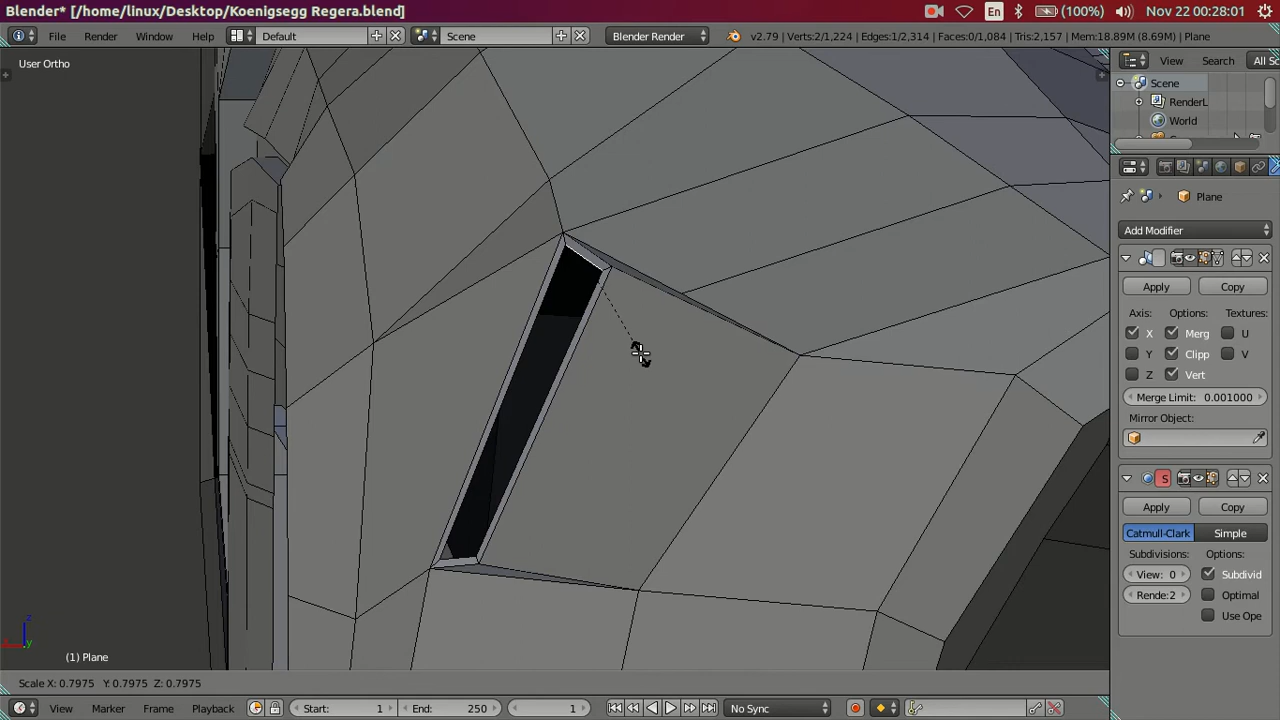 Blender* [/home/linux/Desktop/Koenigsegg Regera.blend]
En (100%) Nov 22 00:28:01
File Render Window Help Default Scene Blender Render v2.79 | Verts:2/1,224 | Edges:1/2,314 | Faces:0/1,084 | Tris:2,157 | Mem:18.89M (8.69M) | Plane
User Ortho
View Search All Sc
Scene
RenderL
World
Plane
Add Modifier
Apply Copy
Axis: Options: Textures:
X Merg U
Y Clipp V
Z Vert
Merge Limit: 0.001000
Mirror Object:
S
Apply Copy
Catmull-Clark Simple
Subdivisions: Options:
View: 0 Subdivid
Rende: 2 Optimal
Use Ope
z
x y
(1) Plane
Scale X: 0.7975 Y: 0.7975 Z: 0.7975
View Marker Frame Playback Start: 1 End: 250 1 No Sync